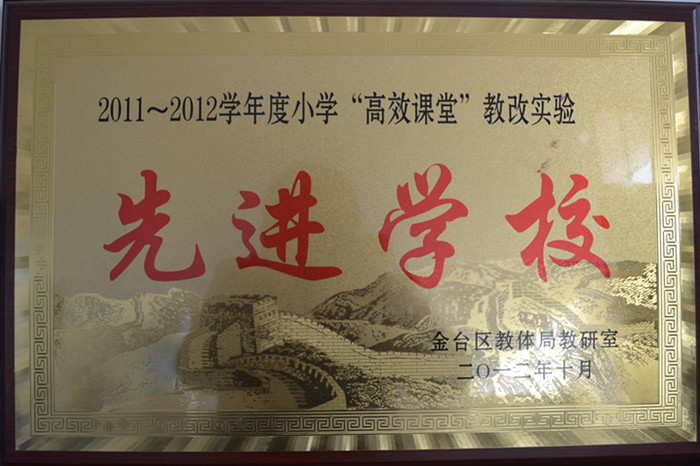 2011～2012学年度小学“高效课堂”教改实验
先进学校
金台区教体局教研室
二〇一二年十月